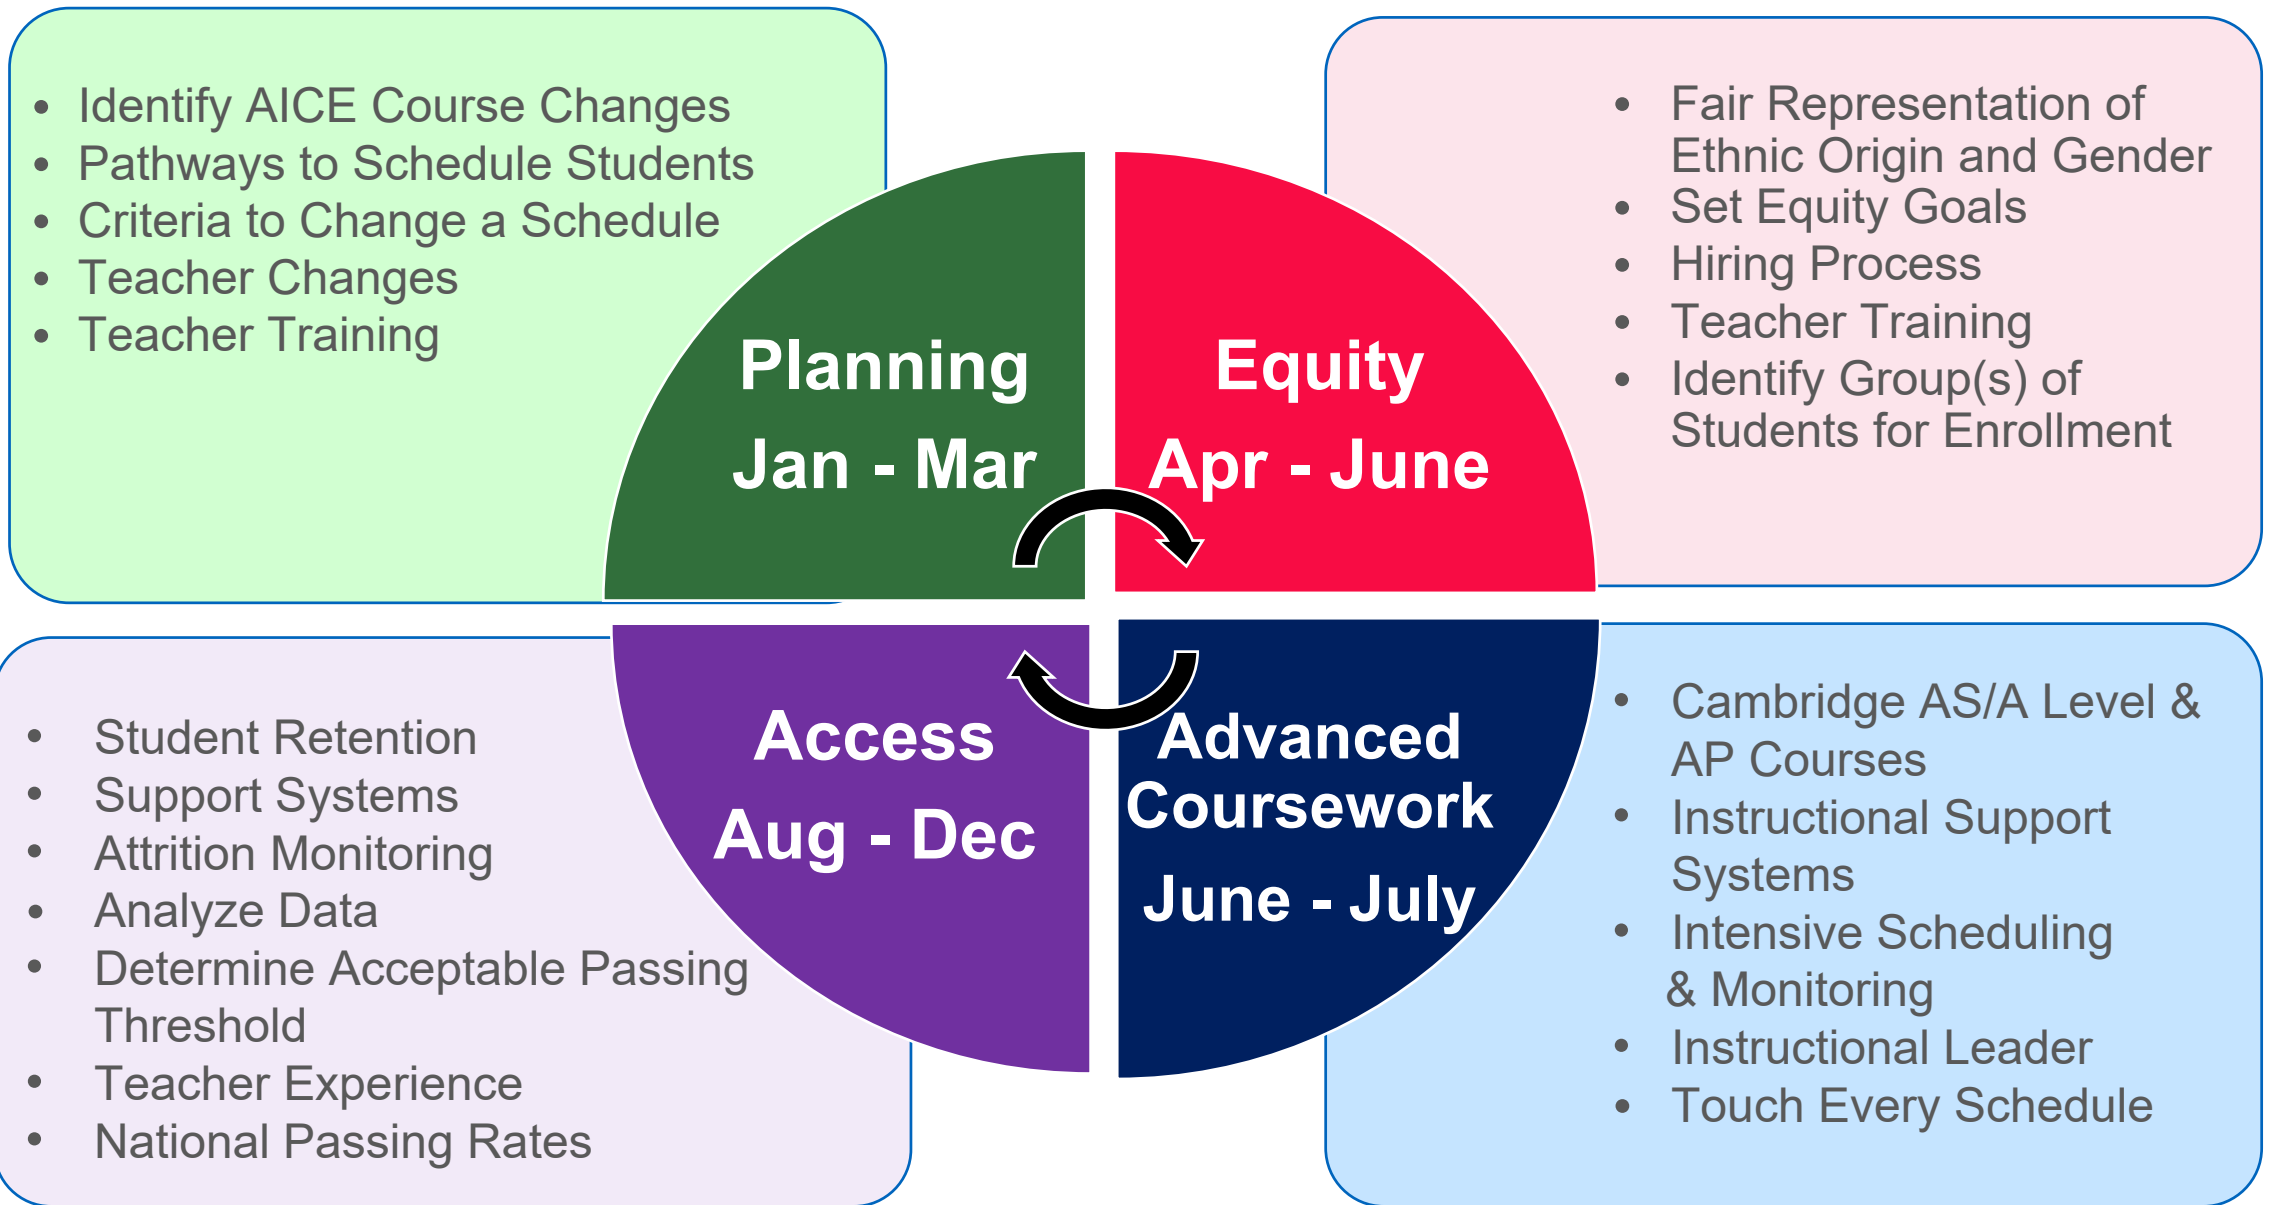 • Identify AICE Course Changes
• Pathways to Schedule Students
• Criteria to Change a Schedule
• Teacher Changes
• Teacher Training
Planning
Jan - Mar
• Fair Representation of
Ethnic Origin and Gender
• Set Equity Goals
• Hiring Process
• Teacher Training
• Identify Group(s) of
Students for Enrollment
Equity
Apr - June
• Student Retention
• Support Systems
• Attrition Monitoring
• Analyze Data
• Determine Acceptable Passing
Threshold
• Teacher Experience
• National Passing Rates
Access
Aug - Dec
Advanced
Coursework
June - July
• Cambridge AS/A Level &
AP Courses
• Instructional Support
Systems
• Intensive Scheduling
& Monitoring
• Instructional Leader
• Touch Every Schedule